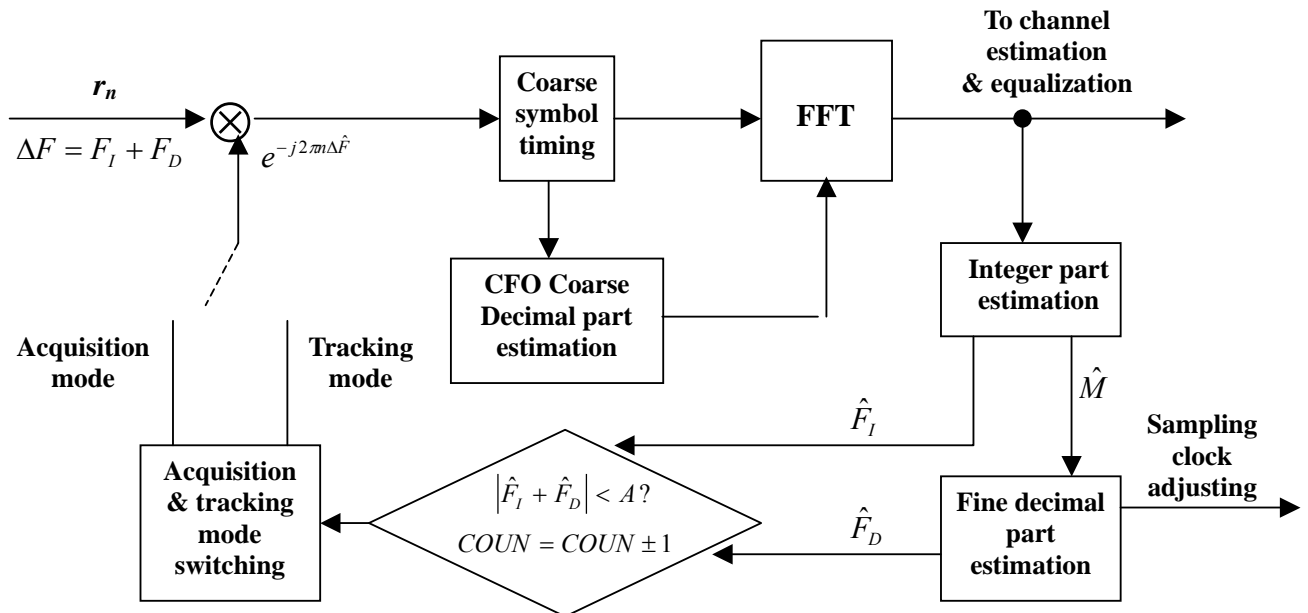 r_n
ΔF = F_I + F_D
e^{-j2πnΔF̂}
Coarse
symbol
timing
FFT
To channel
estimation
& equalization
CFO Coarse
Decimal part
estimation
Integer part
estimation
Acquisition
mode
Tracking
mode
F̂_I
M̂
Sampling
clock
adjusting
Acquisition
& tracking
mode
switching
|F̂_I + F̂_D| < A?
COUN = COUN ± 1
F̂_D
Fine decimal
part
estimation